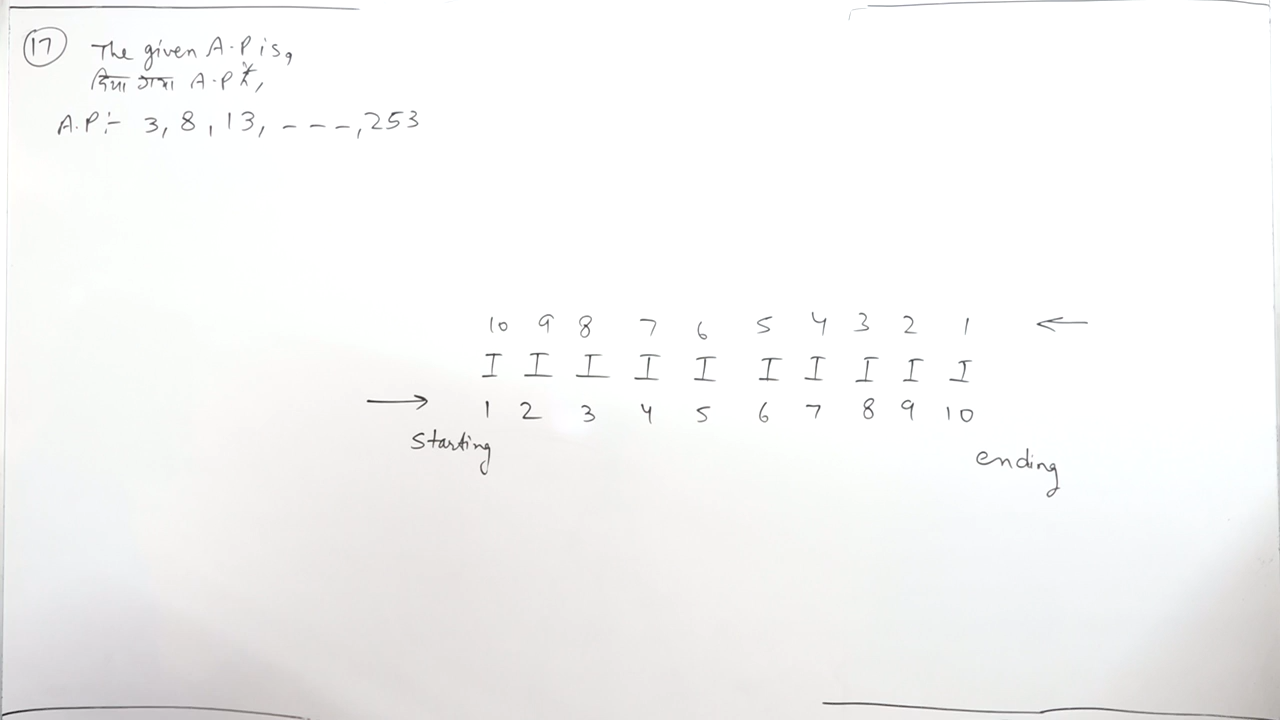 17 The given A.P is,
दिया गया A.P है,
A.P:- 3, 8, 13, ---, 253
10 9 8 7 6 5 4 3 2 1 ←
I I I I I I I I I I
→ 1 2 3 4 5 6 7 8 9 10
Starting
ending